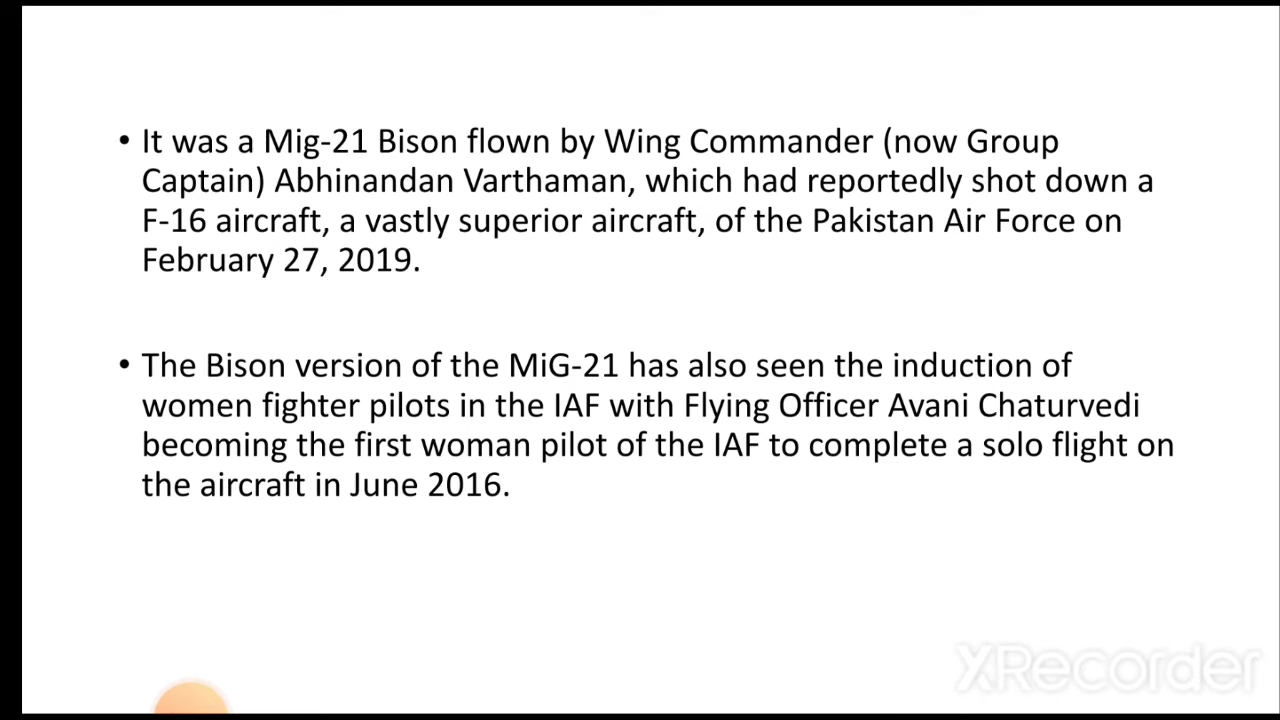 • It was a Mig-21 Bison flown by Wing Commander (now Group
Captain) Abhinandan Varthaman, which had reportedly shot down a
F-16 aircraft, a vastly superior aircraft, of the Pakistan Air Force on
February 27, 2019.
• The Bison version of the MiG-21 has also seen the induction of
women fighter pilots in the IAF with Flying Officer Avani Chaturvedi
becoming the first woman pilot of the IAF to complete a solo flight on
the aircraft in June 2016.
XRecorder